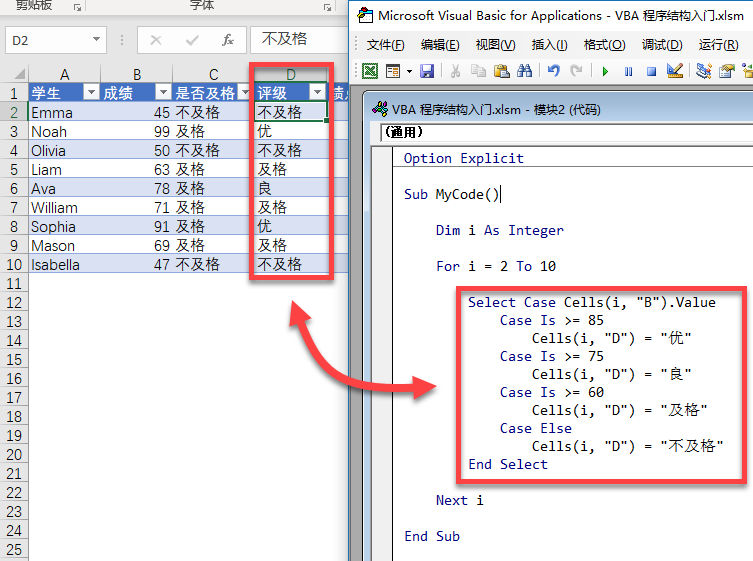 剪贴板
字体
D2
fx
不及格
A B C D
1 学生 成绩 是否及格 评级
2 Emma 45 不及格 不及格
3 Noah 99 及格 优
4 Olivia 50 不及格 不及格
5 Liam 63 及格 及格
6 Ava 78 及格 良
7 William 71 及格 及格
8 Sophia 91 及格 优
9 Mason 69 及格 及格
10 Isabella 47 不及格 不及格
11
12
13
14
15
16
17
18
19
20
21
22
23
24
25
Microsoft Visual Basic for Applications - VBA 程序结构入门.xlsm
文件(F) 编辑(E) 视图(V) 插入(I) 格式(O) 调试(D) 运行(R)
VBA 程序结构入门.xlsm - 模块2 (代码)
(通用)
Option Explicit
Sub MyCode()
Dim i As Integer
For i = 2 To 10
Select Case Cells(i, "B").Value
Case Is >= 85
Cells(i, "D") = "优"
Case Is >= 75
Cells(i, "D") = "良"
Case Is >= 60
Cells(i, "D") = "及格"
Case Else
Cells(i, "D") = "不及格"
End Select
Next i
End Sub